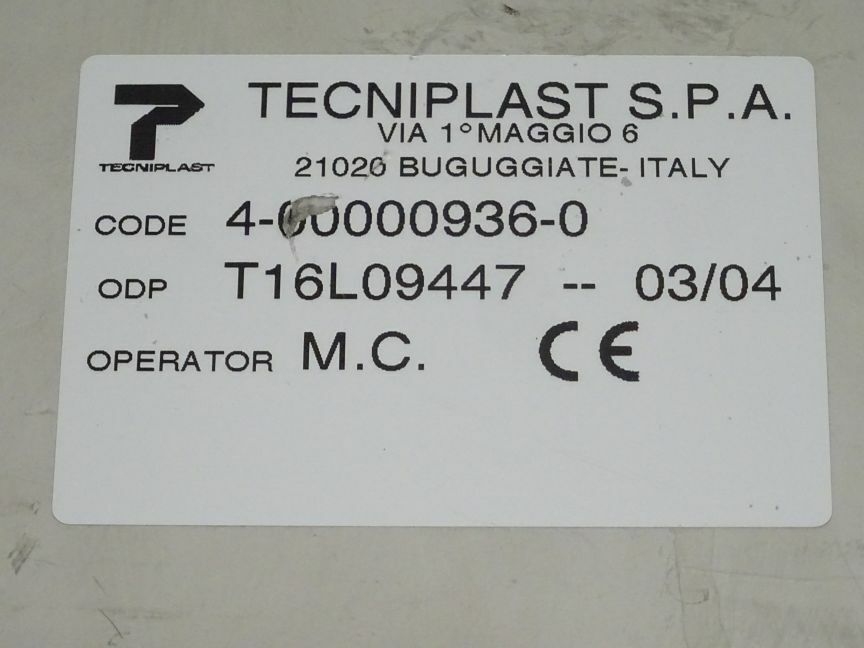 TECNIPLAST S.P.A.
VIA 1° MAGGIO 6
TECNIPLAST
21020 BUGUGGIATE- ITALY
CODE 4-00000936-0
ODP T16L09447 -- 03/04
OPERATOR M.C. CE